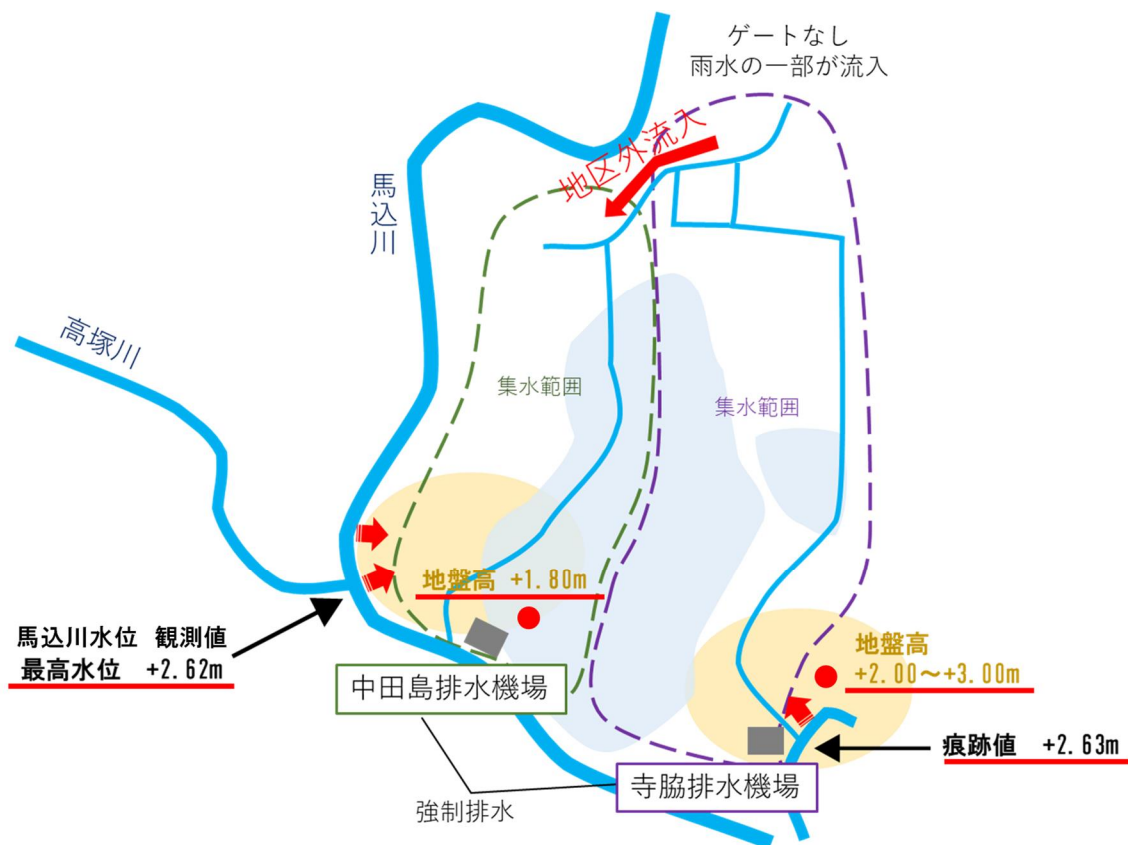 ゲートなし
雨水の一部が流入
地区外流入
馬込川
高塚川
集水範囲
集水範囲
地盤高 +1.80m
馬込川水位 観測値
最高水位 +2.62m
地盤高
+2.00～+3.00m
中田島排水機場
痕跡値 +2.63m
寺脇排水機場
強制排水